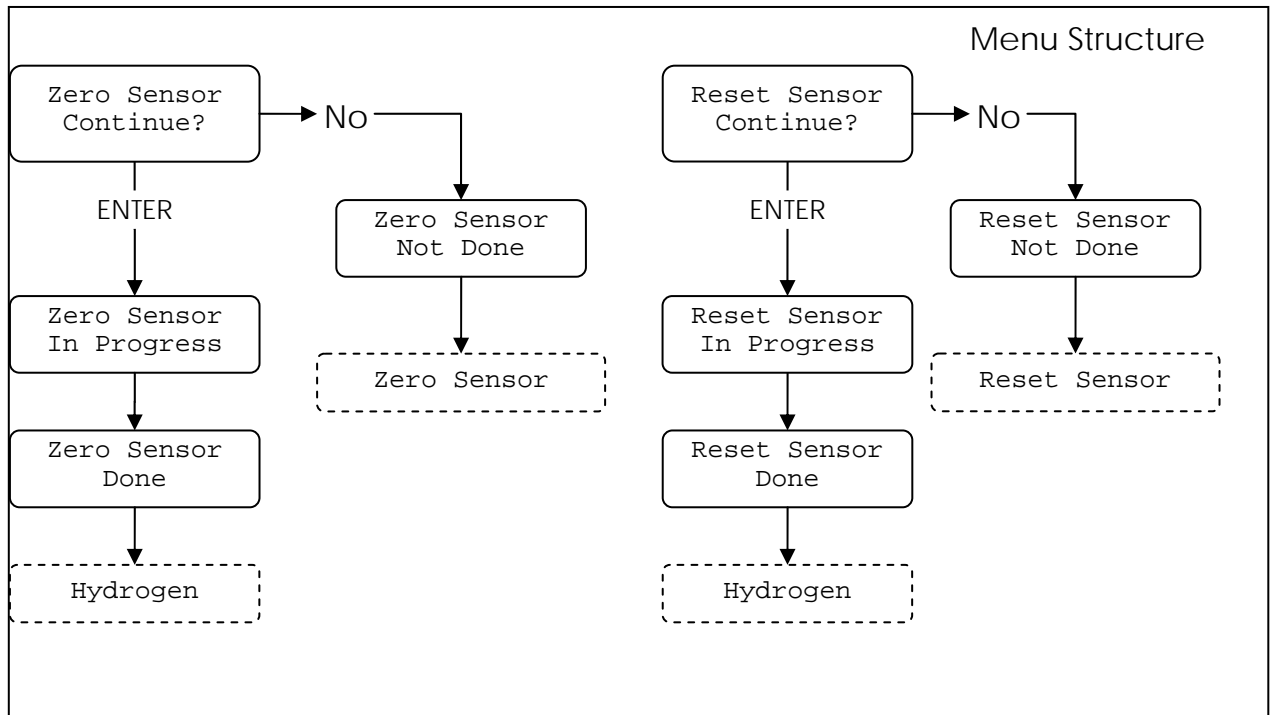 Menu Structure
Zero Sensor
Continue?
No
ENTER
Zero Sensor
Not Done
Zero Sensor
In Progress
Zero Sensor
Zero Sensor
Done
Hydrogen
Reset Sensor
Continue?
No
ENTER
Reset Sensor
Not Done
Reset Sensor
In Progress
Reset Sensor
Reset Sensor
Done
Hydrogen